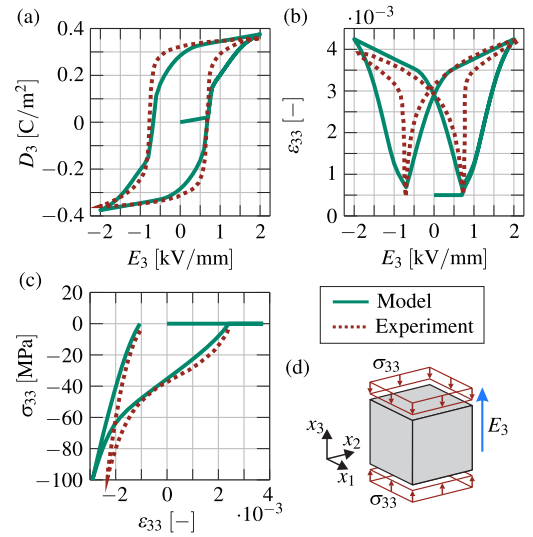 (a)
0.4
0.2
0
−0.2
−0.4
D₃ [C/m²]
−2 −1 0 1 2
E₃ [kV/mm]
(b)
·10⁻³
4
3
2
1
0
ε₃₃ [−]
−2 −1 0 1 2
E₃ [kV/mm]
(c)
20
0
−20
−40
−60
−80
−100
σ₃₃ [MPa]
−2 0 2
ε₃₃ [−] ·10⁻³
Model
Experiment
(d)
σ₃₃
E₃
x₃
x₂
x₁
σ₃₃